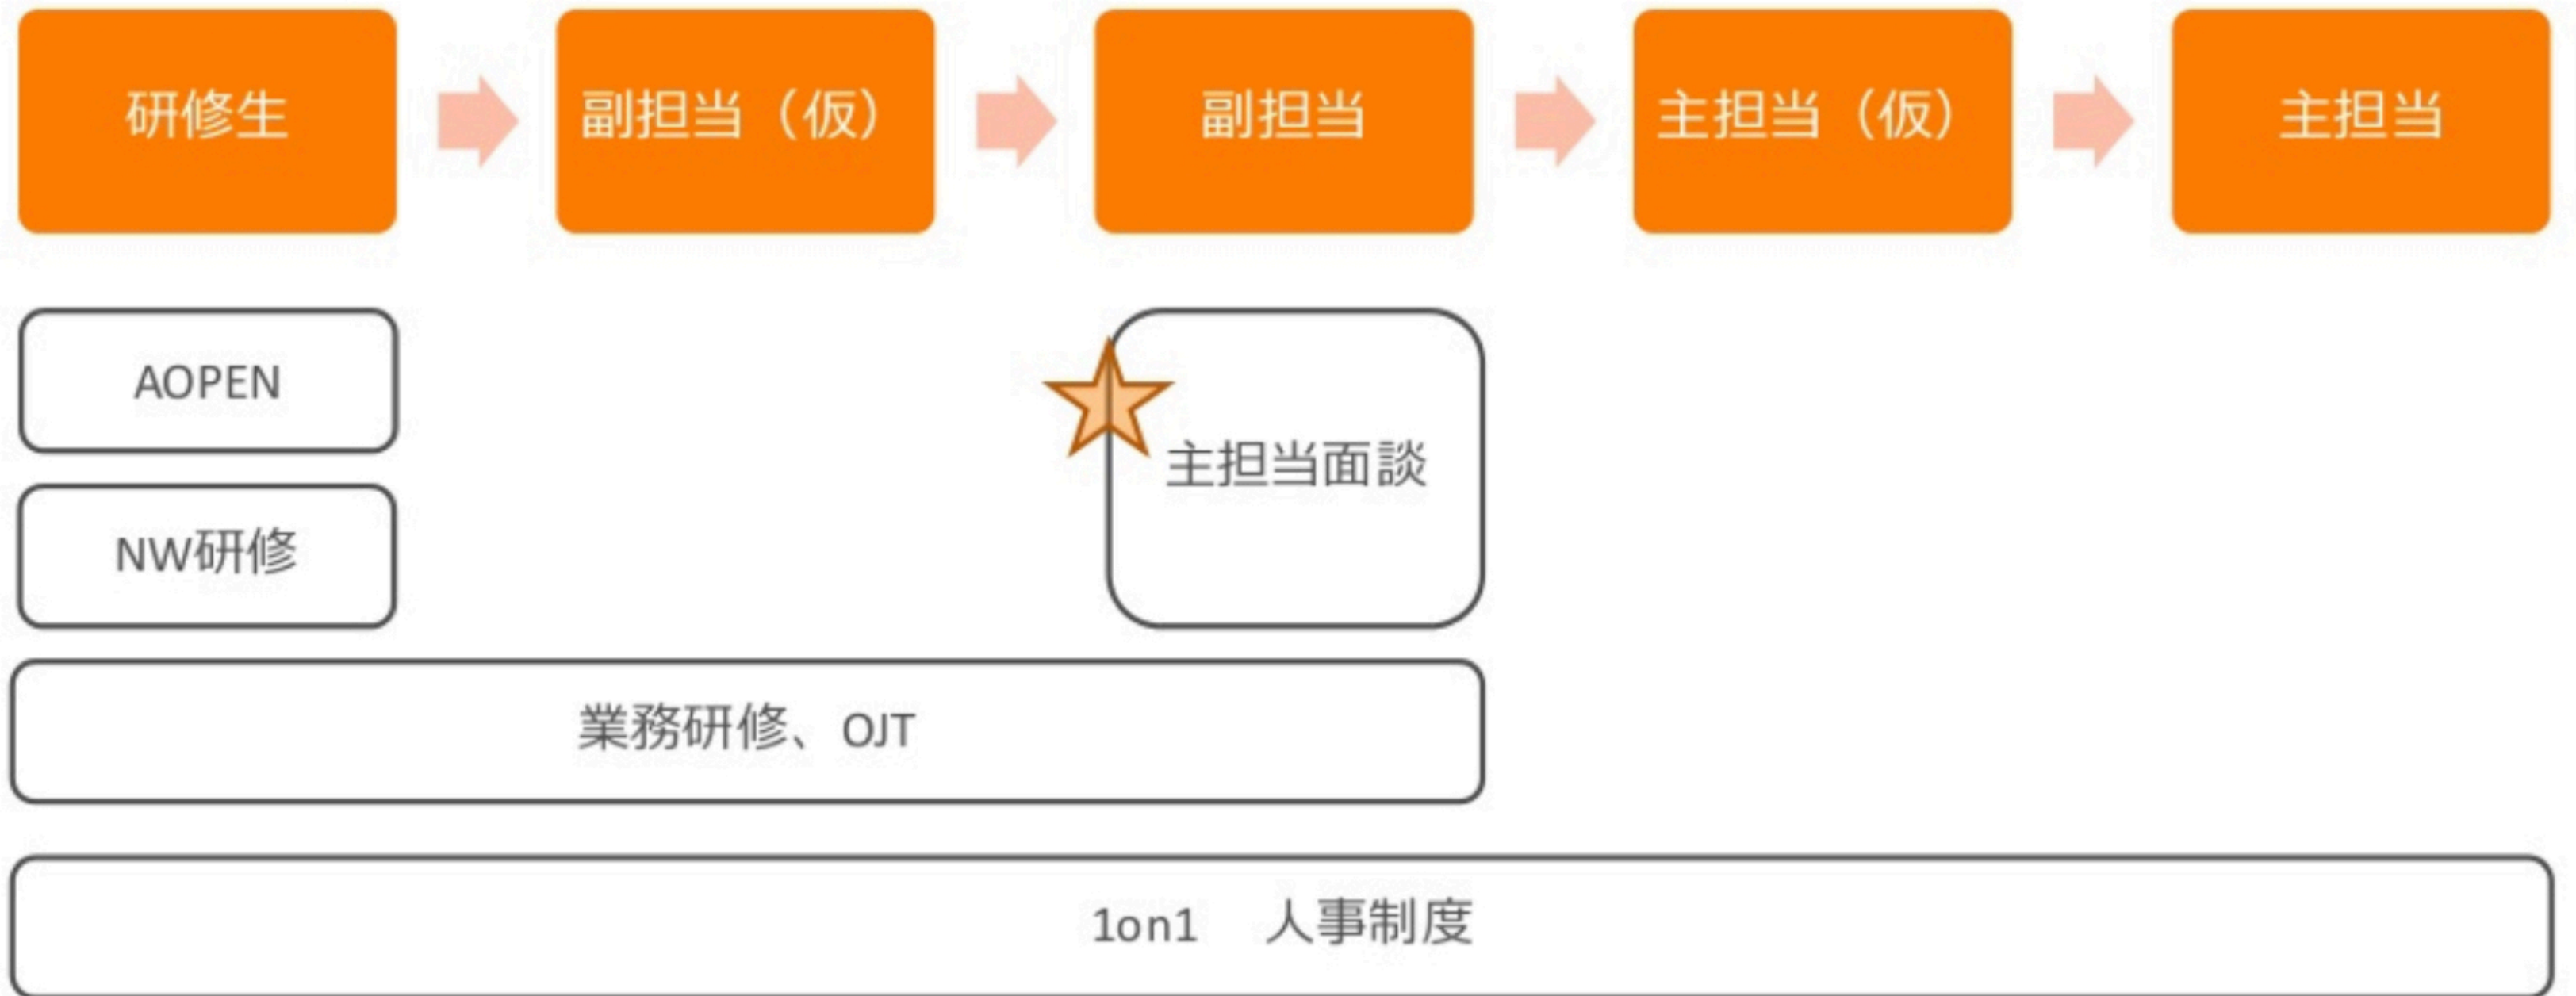 研修生
副担当（仮）
副担当
主担当（仮）
主担当
AOPEN
NW研修
主担当面談
業務研修、OJT
1on1　人事制度